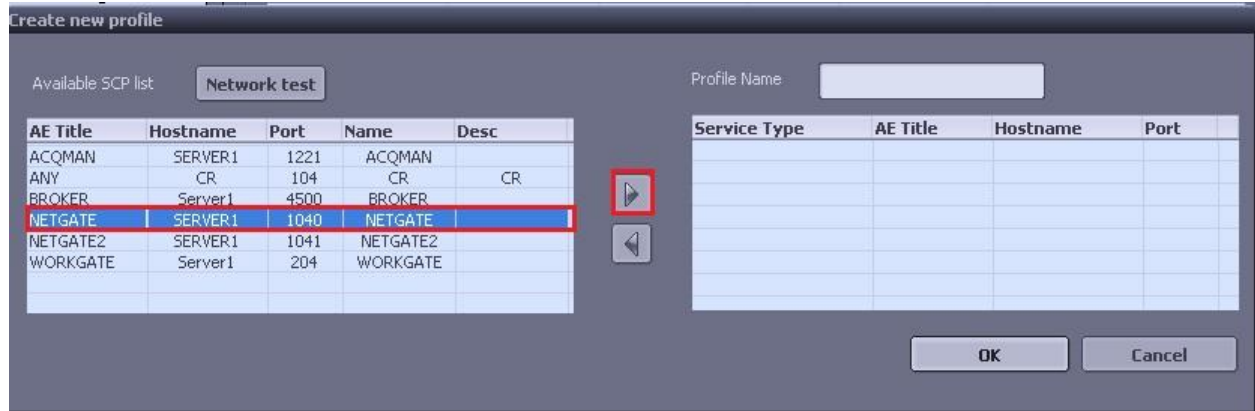 Create new profile
Available SCP list Network test Profile Name
AE Title Hostname Port Name Desc Service Type AE Title Hostname Port
ACQMAN SERVER1 1221 ACQMAN
ANY CR 104 CR CR
BROKER Server1 4500 BROKER
NETGATE SERVER1 1040 NETGATE
NETGATE2 SERVER1 1041 NETGATE2
WORKGATE Server1 204 WORKGATE
OK Cancel